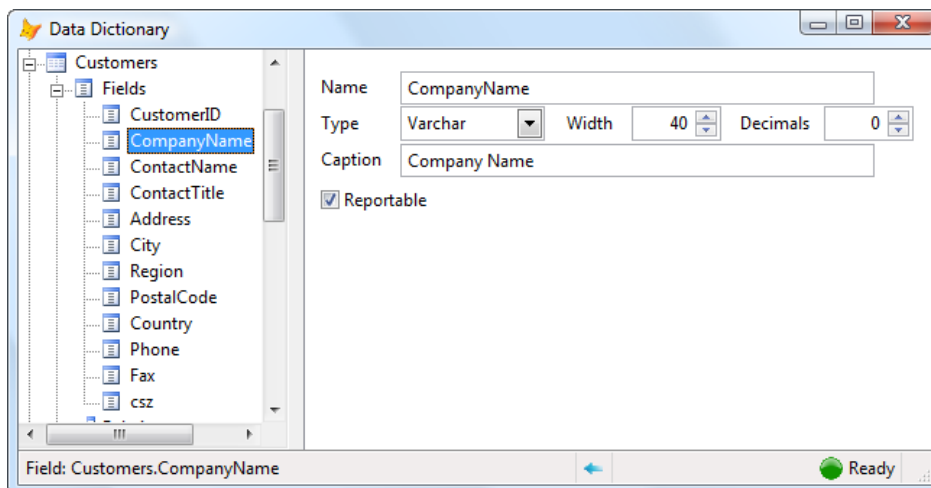 Data Dictionary
Customers
Fields
CustomerID
CompanyName
ContactName
ContactTitle
Address
City
Region
PostalCode
Country
Phone
Fax
csz
Name CompanyName
Type Varchar Width 40 Decimals 0
Caption Company Name
Reportable
Field: Customers.CompanyName Ready